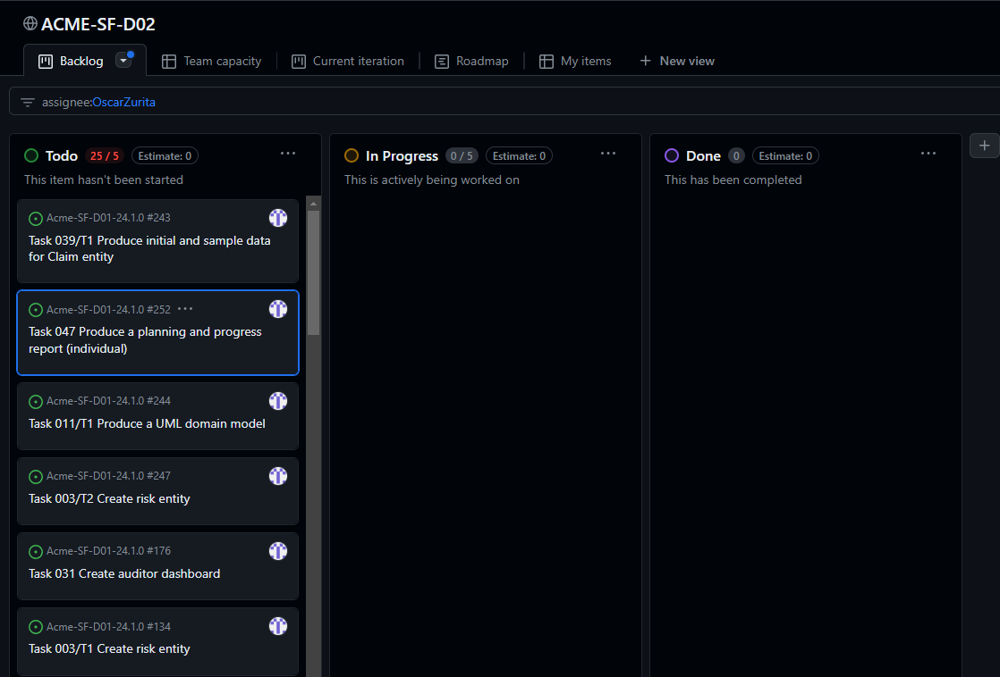 ACME-SF-D02
Backlog
Team capacity
Current iteration
Roadmap
My items
New view
assignee:OscarZurita
Todo 25 / 5 Estimate: 0
This item hasn't been started
Acme-SF-D01-24.1.0 #243
Task 039/T1 Produce initial and sample data
for Claim entity
Acme-SF-D01-24.1.0 #252
Task 047 Produce a planning and progress
report (individual)
Acme-SF-D01-24.1.0 #244
Task 011/T1 Produce a UML domain model
Acme-SF-D01-24.1.0 #247
Task 003/T2 Create risk entity
Acme-SF-D01-24.1.0 #176
Task 031 Create auditor dashboard
Acme-SF-D01-24.1.0 #134
Task 003/T1 Create risk entity
In Progress 0 / 5 Estimate: 0
This is actively being worked on
Done 0 Estimate: 0
This has been completed